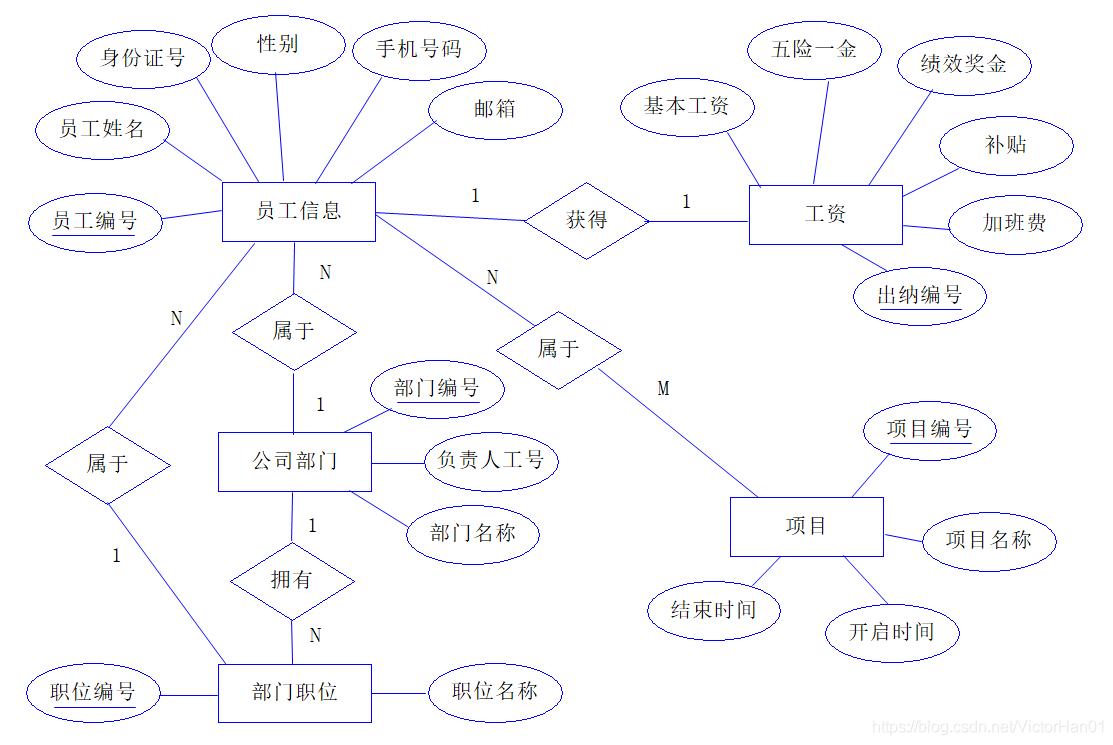 性别
手机号码
五险一金
身份证号
绩效奖金
基本工资
邮箱
员工姓名
补贴
员工信息
1
1
工资
员工编号
获得
加班费
N
N
出纳编号
N
属于
属于
部门编号
M
1
项目编号
属于
公司部门
负责人工号
1
1
部门名称
项目
项目名称
拥有
结束时间
开启时间
N
职位编号
部门职位
职位名称
https://blog.csdn.net/VictorHan01